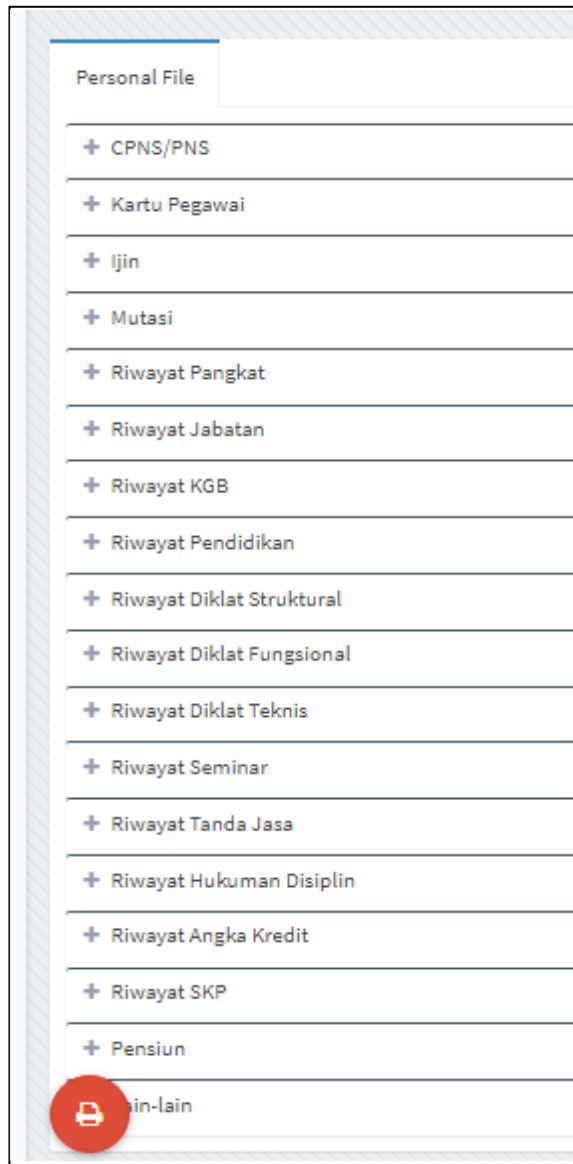 Personal File
CPNS/PNS
Kartu Pegawai
Ijin
Mutasi
Riwayat Pangkat
Riwayat Jabatan
Riwayat KGB
Riwayat Pendidikan
Riwayat Diklat Struktural
Riwayat Diklat Fungsional
Riwayat Diklat Teknis
Riwayat Seminar
Riwayat Tanda Jasa
Riwayat Hukuman Disiplin
Riwayat Angka Kredit
Riwayat SKP
Pensiun
ain-lain